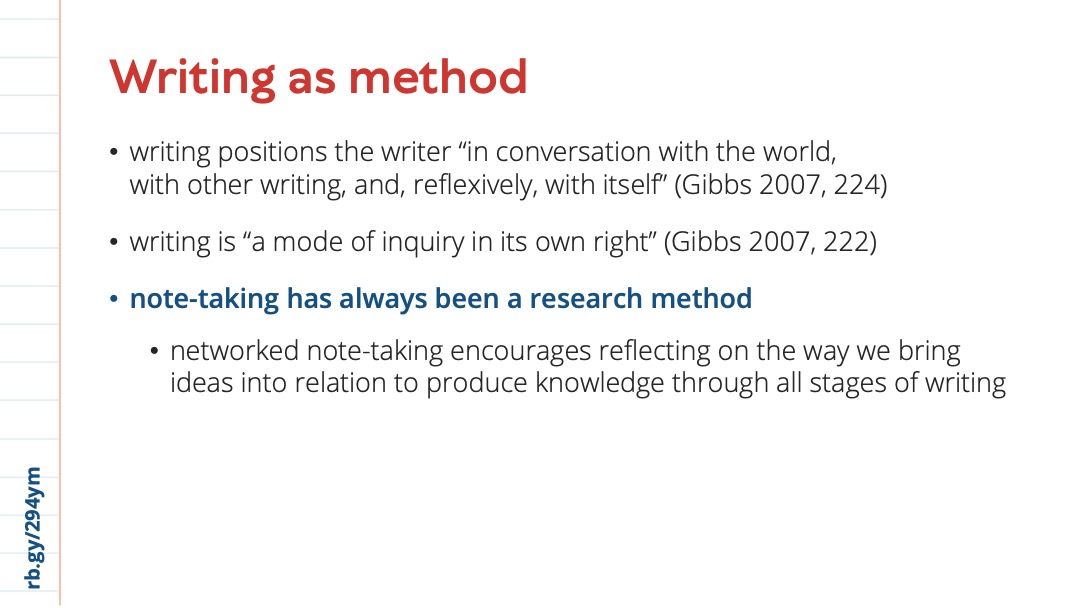 Writing as method
• writing positions the writer “in conversation with the world,
with other writing, and, reflexively, with itself” (Gibbs 2007, 224)
• writing is “a mode of inquiry in its own right” (Gibbs 2007, 222)
• note-taking has always been a research method
• networked note-taking encourages reflecting on the way we bring
ideas into relation to produce knowledge through all stages of writing
rb.gy/294ym